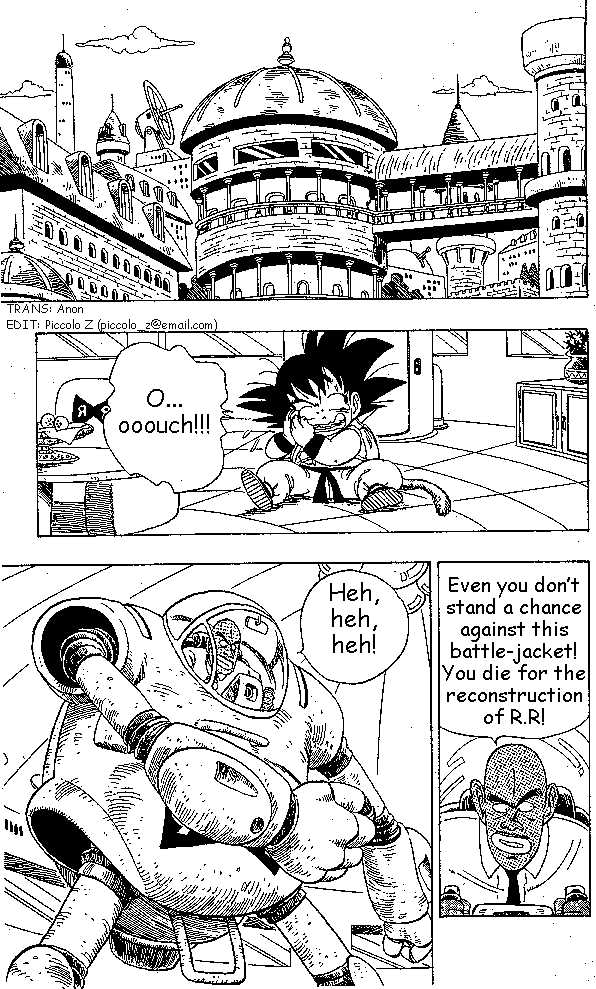 TRANS: Anon
EDIT: Piccolo Z (piccolo_z@email.com)
O...
ooouch!!!
Heh,
heh,
heh!
Even you don't
stand a chance
against this
battle-jacket!
You die for the
reconstruction
of R.R!